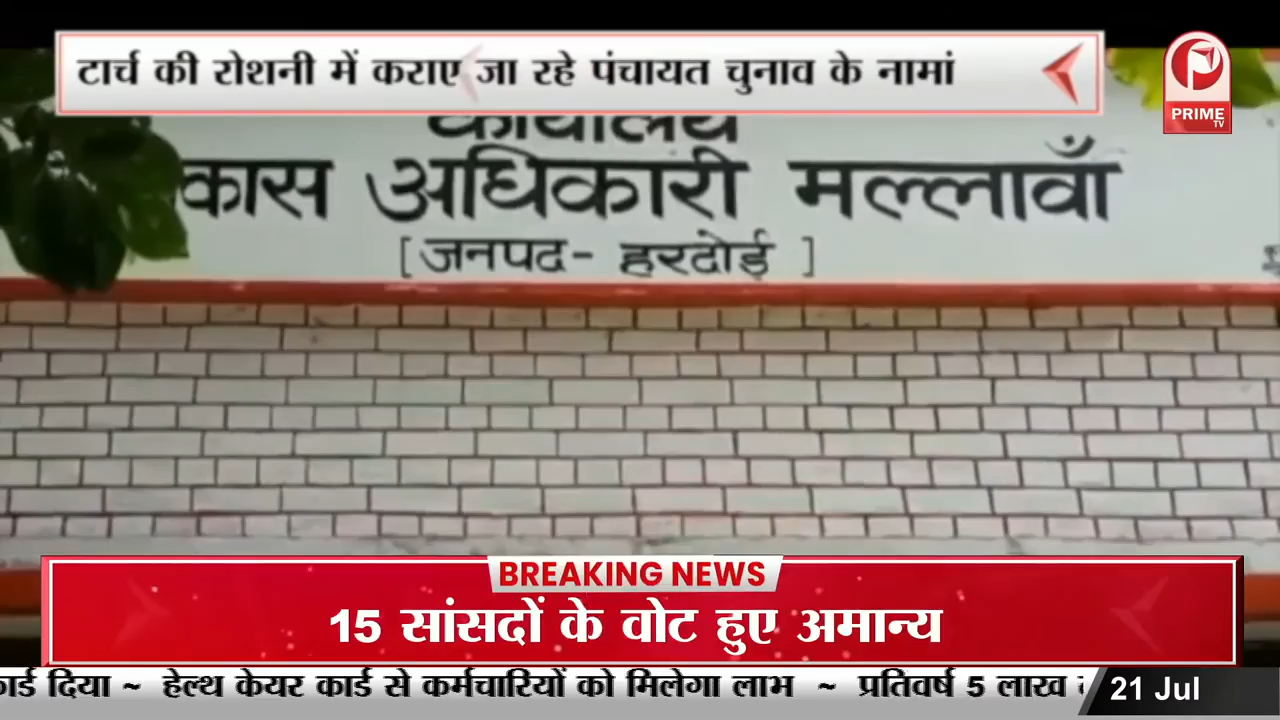 टार्च की रोशनी में कराए जा रहे पंचायत चुनाव के नामां
PRIME
TV
कार्यालय
कास अधिकारी मल्लावाँ
[जनपद- हरदोई ]
BREAKING NEWS
15 सांसदों के वोट हुए अमान्य
कार्ड दिया ~ हेल्थ केयर कार्ड से कर्मचारियों को मिलेगा लाभ ~ प्रतिवर्ष 5 लाख
21 Jul